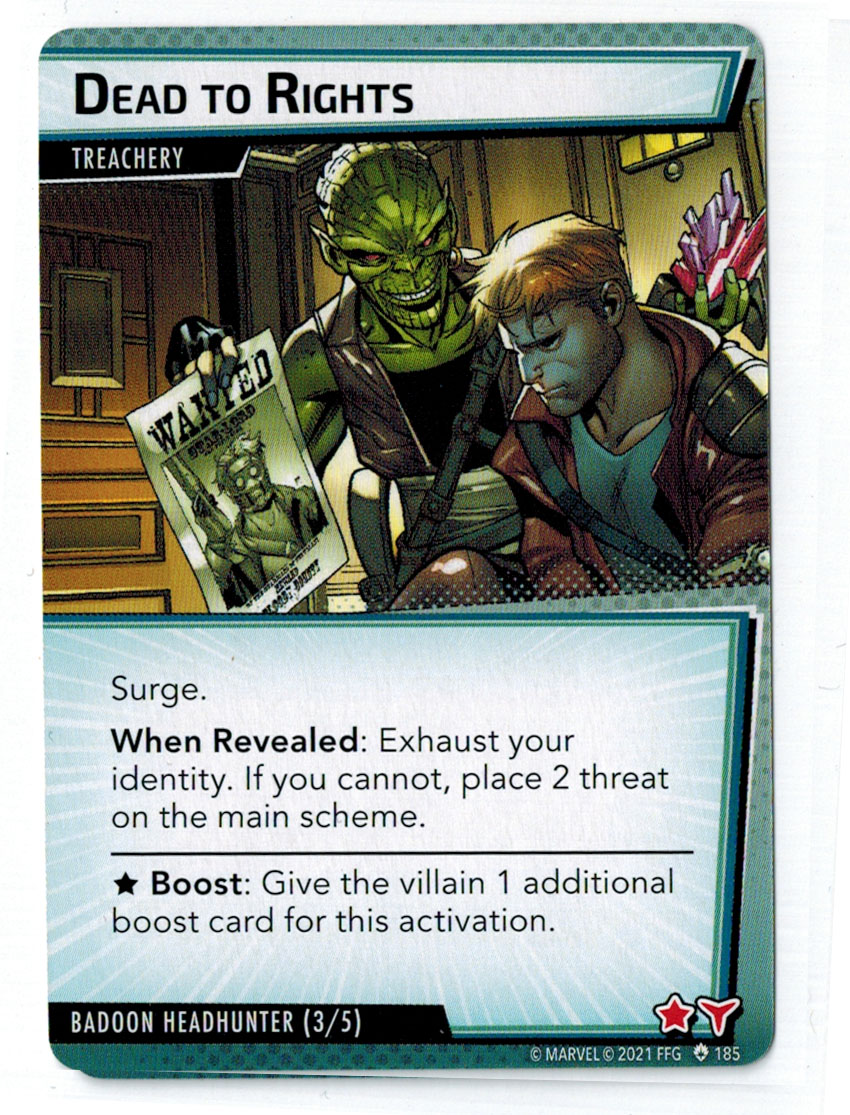 DEAD TO RIGHTS
TREACHERY
WANTED
STAR-LORD
Surge.
When Revealed: Exhaust your
identity. If you cannot, place 2 threat
on the main scheme.
★ Boost: Give the villain 1 additional
boost card for this activation.
BADOON HEADHUNTER (3/5)
© MARVEL © 2021 FFG 185